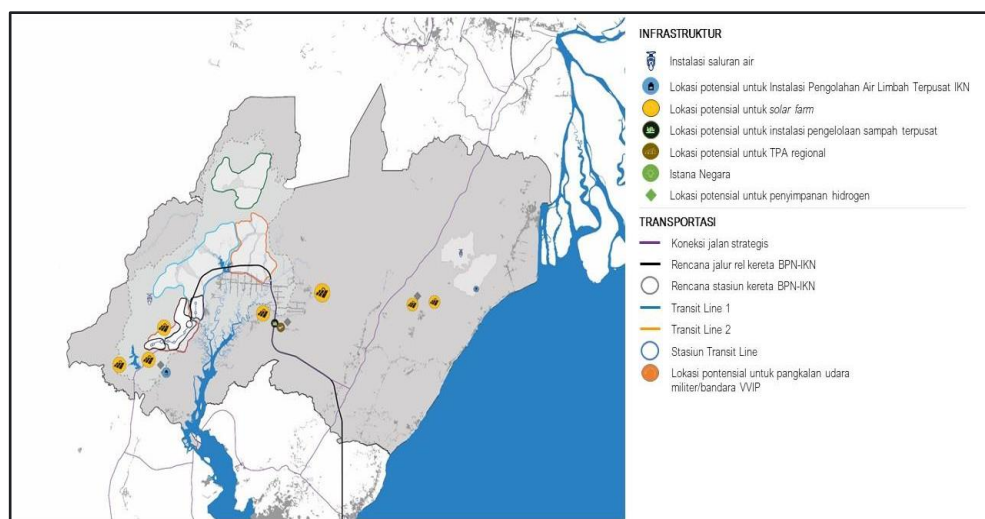 INFRASTRUKTUR
Instalasi saluran air
Lokasi potensial untuk Instalasi Pengolahan Air Limbah Terpusat IKN
Lokasi potensial untuk solar farm
Lokasi potensial untuk instalasi pengelolaan sampah terpusat
Lokasi potensial untuk TPA regional
Istana Negara
Lokasi potensial untuk penyimpanan hidrogen
TRANSPORTASI
Koneksi jalan strategis
Rencana jalur rel kereta BPN-IKN
Rencana stasiun kereta BPN-IKN
Transit Line 1
Transit Line 2
Stasiun Transit Line
Lokasi pontensial untuk pangkalan udara
militer/bandara VVIP